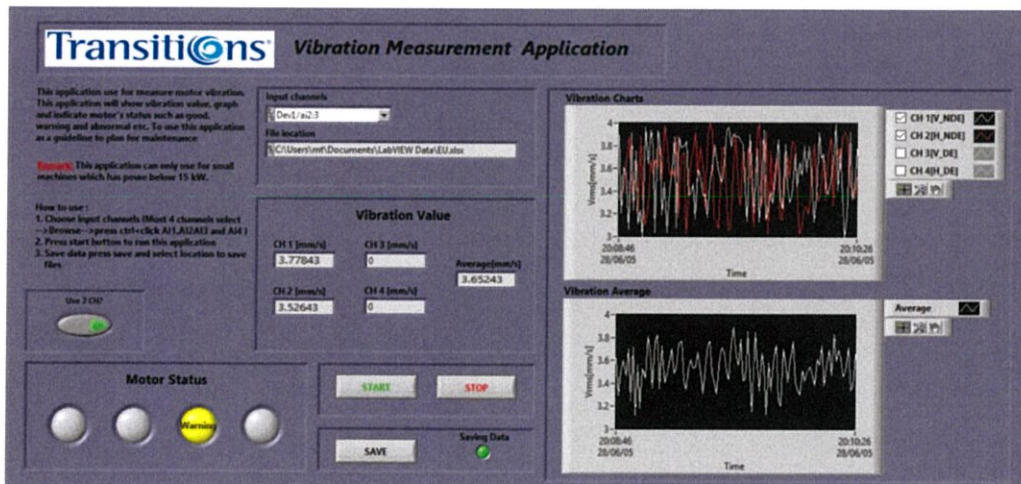 Transitions®
Vibration Measurement Application
This application use for measure motor vibration.
This application will show vibration value, graph
and indicate motor's status such as good,
warning and abnormal etc. To use this application
as a guideline to plan for maintenance
Remark: This application can only use for small
machines which has powe below 15 kW.
How to use :
1. Choose input channels (Most 4 channels select
-->Browse-->press ctrl+click AI1,AI2AI3 and AI4 )
2. Press start button to run this application
3. Save data press save and select location to save
files
Use 2 CH?
Input channels
Dev1/ai2:3
File location
C:\Users\mt\Documents\LabVIEW Data\EU.xlsx
Vibration Value
CH 1 [mm/s]
3.77843
CH 3 [mm/s]
0
Average[mm/s]
3.65243
CH 2 [mm/s]
3.52643
CH 4 [mm/s]
0
Motor Status
Warning
START
STOP
SAVE
Saving Data
Vibration Charts
CH 1[V_NDE]
CH 2[H_NDE]
CH 3[V_DE]
CH 4[H_DE]
Vrms[mm/s]
4
3.8
3.6
3.4
3.2
3
20:08:46
28/06/05
20:10:26
28/06/05
Time
Vibration Average
Average
Vrms[mm/s]
4
3.8
3.6
3.4
3.2
20:08:46
28/06/05
20:10:26
28/06/05
Time